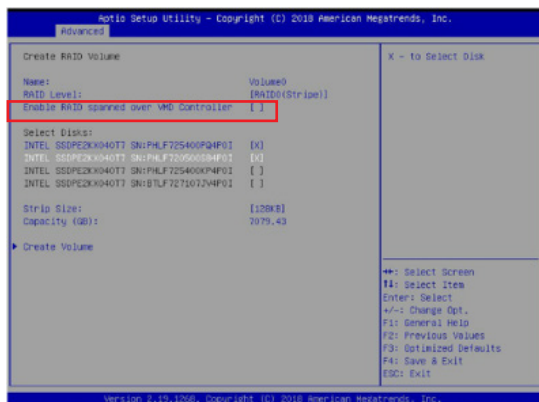 Aptio Setup Utility – Copyright (C) 2018 American Megatrends, Inc.
Advanced
Create RAID Volume
X - to Select Disk
Name: Volume0
RAID Level: [RAID0(Stripe)]
Enable RAID spanned over VMD Controller [ ]
Select Disks:
INTEL SSDPE2KX040T7 SN:PHLF725400PQ4P0I [X]
INTEL SSDPE2KX040T7 [X]
INTEL SSDPE2KX040T7 SN:PHLF725400KP4P0I [ ]
INTEL SSDPE2KX040T7 SN:BTLF727107JV4P0I [ ]
Strip Size: [128KB]
Capacity (GB): 7079.43
Create Volume
: Select Screen
: Select Item
Enter: Select
+/-: Change Opt.
F1: General Help
F2: Previous Values
F3: Optimized Defaults
F4: Save & Exit
ESC: Exit
Version 2.19.1268. Copyright (C) 2018 American Megatrends, Inc.